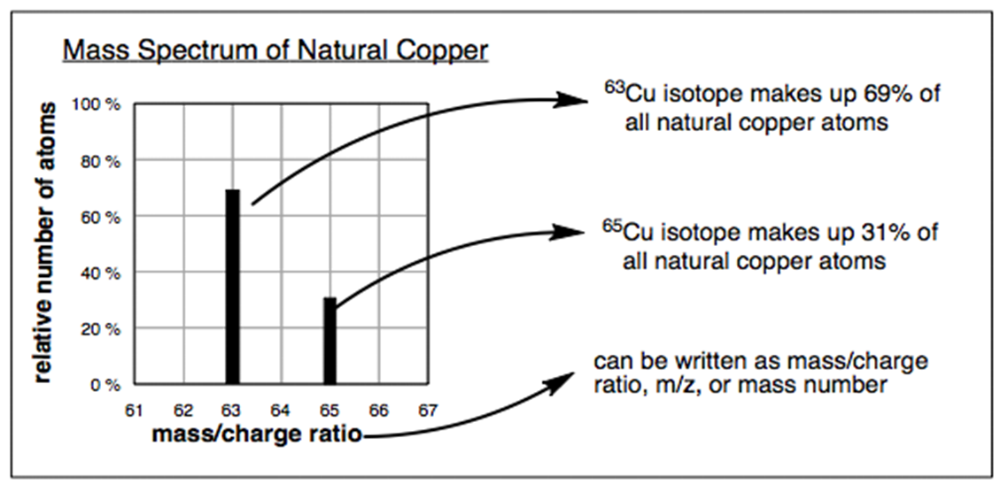 Mass Spectrum of Natural Copper
relative number of atoms
100 %
80 %
60 %
40 %
20 %
0 %
61 62 63 64 65 66 67
mass/charge ratio
⁶³Cu isotope makes up 69% of
all natural copper atoms
⁶⁵Cu isotope makes up 31% of
all natural copper atoms
can be written as mass/charge
ratio, m/z, or mass number